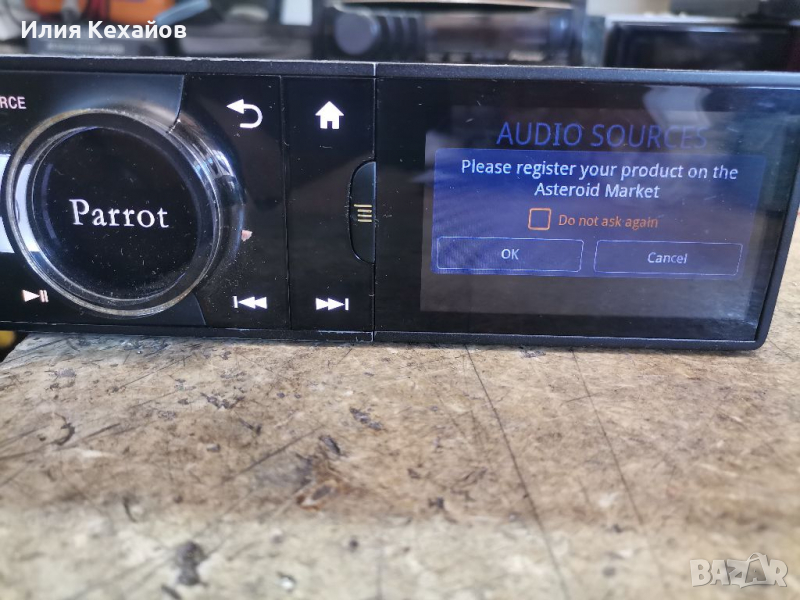 Илия Кехайов
RCE
Parrot
AUDIO SOURCES
Please register your product on the
Asteroid Market
Do not ask again
OK
Cancel
BAZAR